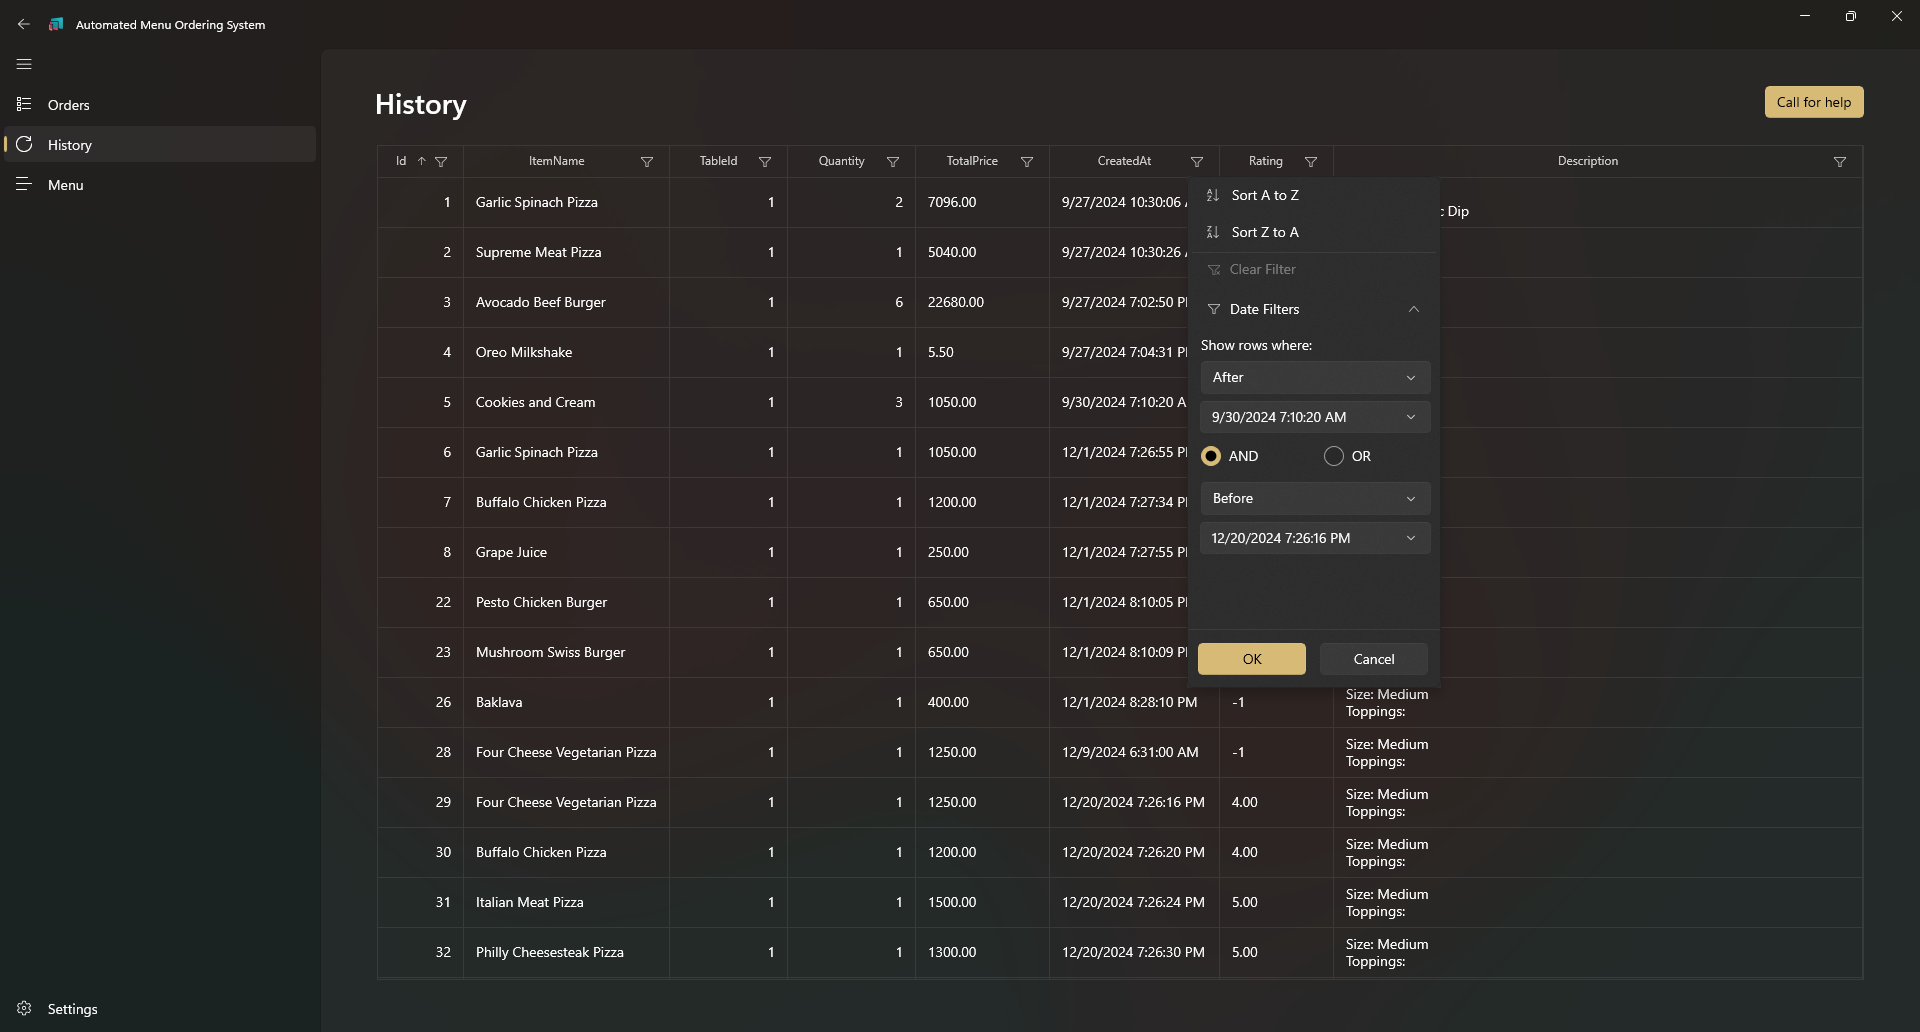 Automated Menu Ordering System
Orders
History
Menu
Settings
History
Call for help
Id ItemName TableId Quantity TotalPrice CreatedAt Rating Description
1 Garlic Spinach Pizza 1 2 7096.00 9/27/2024 10:30:06 Dip
2 Supreme Meat Pizza 1 1 5040.00 9/27/2024 10:30:26
3 Avocado Beef Burger 1 6 22680.00 9/27/2024 7:02:50
4 Oreo Milkshake 1 1 5.50 9/27/2024 7:04:31
5 Cookies and Cream 1 3 1050.00 9/30/2024 7:10:20
6 Garlic Spinach Pizza 1 1 1050.00 12/1/2024 7:26:55
7 Buffalo Chicken Pizza 1 1 1200.00 12/1/2024 7:27:34
8 Grape Juice 1 1 250.00 12/1/2024 7:27:55
22 Pesto Chicken Burger 1 1 650.00 12/1/2024 8:10:05
23 Mushroom Swiss Burger 1 1 650.00 12/1/2024 8:10:09
26 Baklava 1 1 400.00 12/1/2024 8:28:10 PM -1 Size: Medium
Toppings:
28 Four Cheese Vegetarian Pizza 1 1 1250.00 12/9/2024 6:31:00 AM -1 Size: Medium
Toppings:
29 Four Cheese Vegetarian Pizza 1 1 1250.00 12/20/2024 7:26:16 PM 4.00 Size: Medium
Toppings:
30 Buffalo Chicken Pizza 1 1 1200.00 12/20/2024 7:26:20 PM 4.00 Size: Medium
Toppings:
31 Italian Meat Pizza 1 1 1500.00 12/20/2024 7:26:24 PM 5.00 Size: Medium
Toppings:
32 Philly Cheesesteak Pizza 1 1 1300.00 12/20/2024 7:26:30 PM 5.00 Size: Medium
Toppings:
Sort A to Z
Sort Z to A
Clear Filter
Date Filters
Show rows where:
After
9/30/2024 7:10:20 AM
AND OR
Before
12/20/2024 7:26:16 PM
OK Cancel